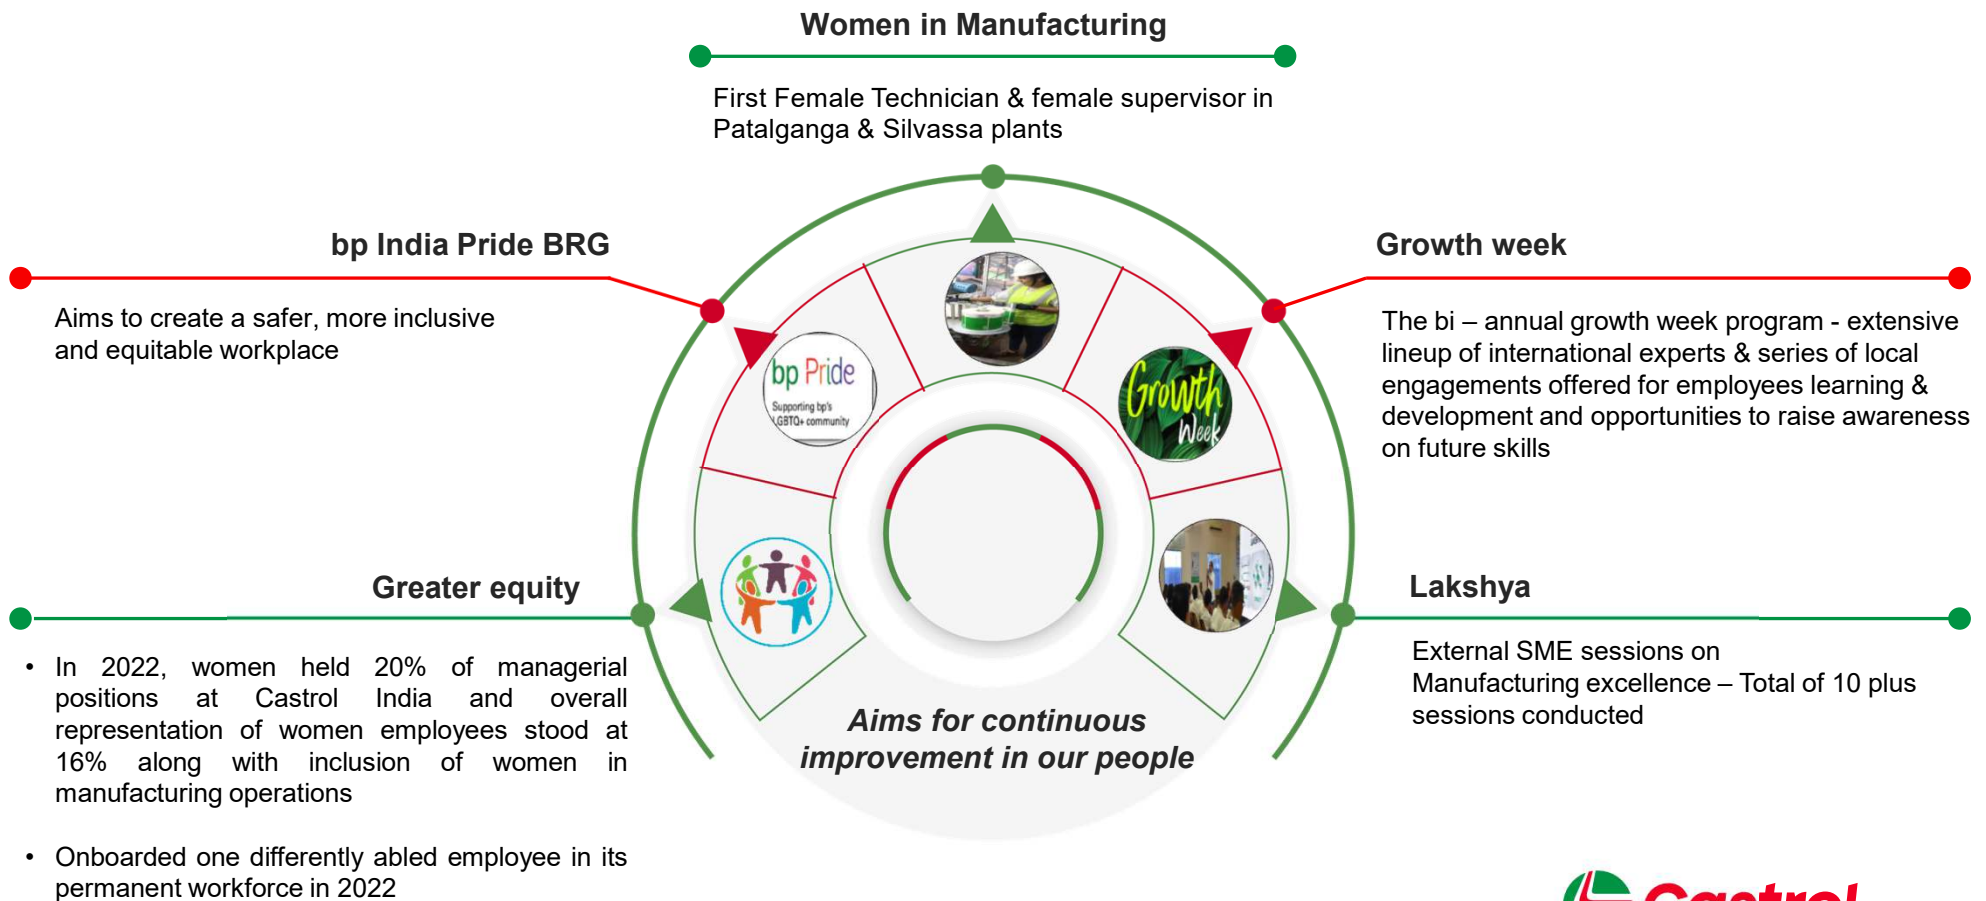 Women in Manufacturing
First Female Technician & female supervisor in
Patalganga & Silvassa plants
bp India Pride BRG
Aims to create a safer, more inclusive
and equitable workplace
Growth week
The bi – annual growth week program - extensive
lineup of international experts & series of local
engagements offered for employees learning &
development and opportunities to raise awareness
on future skills
bp Pride
Supporting bp's
LGBTQ+ community
Growth
Week
Greater equity
• In 2022, women held 20% of managerial
positions at Castrol India and overall
representation of women employees stood at
16% along with inclusion of women in
manufacturing operations
• Onboarded one differently abled employee in its
permanent workforce in 2022
Lakshya
External SME sessions on
Manufacturing excellence – Total of 10 plus
sessions conducted
Aims for continuous
improvement in our people
Castrol